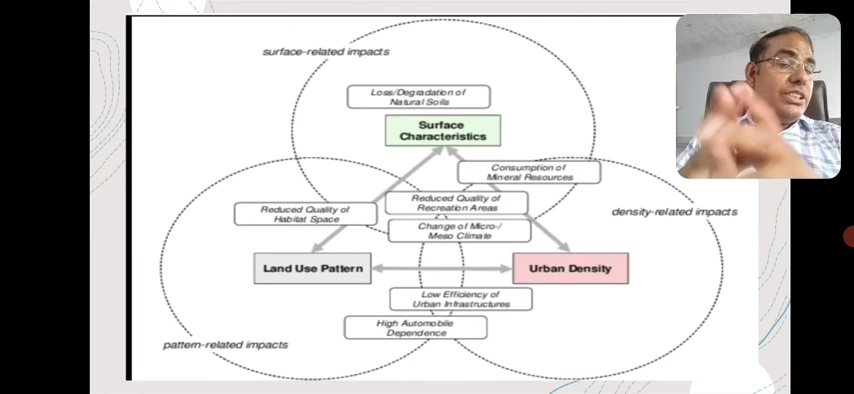 surface-related impacts
Loss/Degradation of
Natural Soils
Surface
Characteristics
Consumption of
Mineral Resources
Reduced Quality of
Recreation Areas
Reduced Quality of
Habitat Space
density-related impacts
Change of Micro-/
Meso Climate
Land Use Pattern
Urban Density
Low Efficiency of
Urban Infrastructures
High Automobile
Dependence
pattern-related impacts